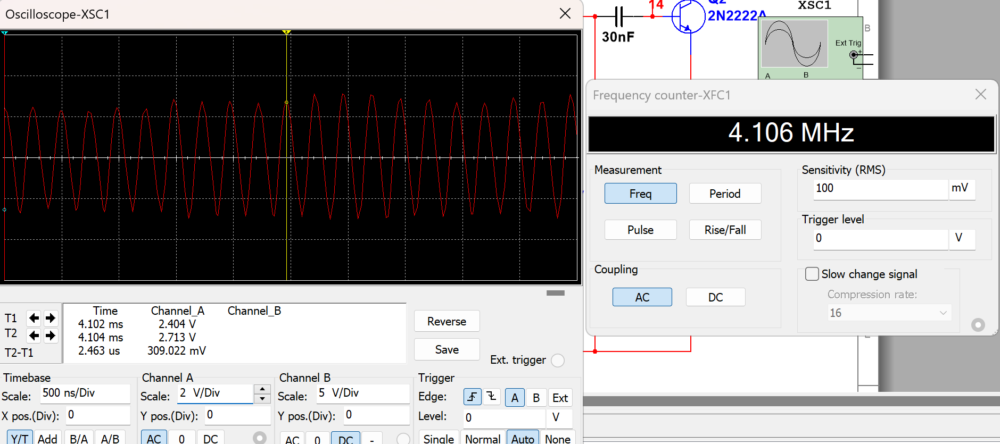 Oscilloscope-XSC1
1
2
Time Channel_A Channel_B
T1 4.102 ms 2.404 V
T2 4.104 ms 2.713 V
T2-T1 2.463 us 309.022 mV
Reverse
Save
Ext. trigger
Timebase
Scale: 500 ns/Div
X pos.(Div): 0
Y/T Add B/A A/B
Channel A
Scale: 2 V/Div
Y pos.(Div): 0
AC 0 DC
Channel B
Scale: 5 V/Div
Y pos.(Div): 0
AC 0 DC -
Trigger
Edge: A B Ext
Level: 0 V
Single Normal Auto None
14
Q2
2N2222A
30nF
XSC1
Ext Trig
+
−
A B
B
Frequency counter-XFC1
4.106 MHz
Measurement
Freq Period
Pulse Rise/Fall
Coupling
AC DC
Sensitivity (RMS)
100 mV
Trigger level
0 V
Slow change signal
Compression rate:
16